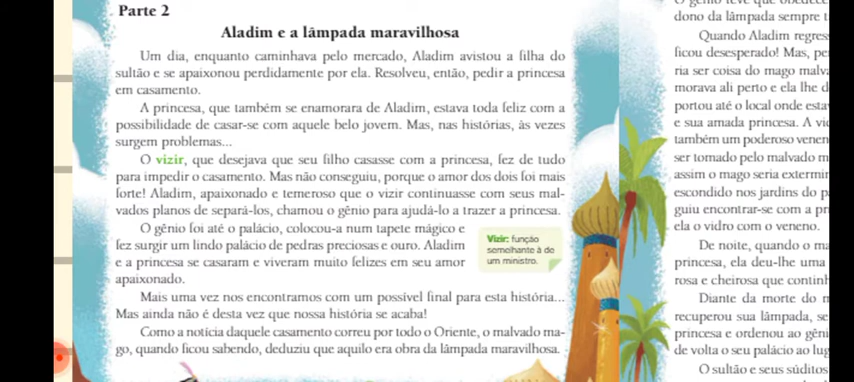 Parte 2
Aladim e a lâmpada maravilhosa
Um dia, enquanto caminhava pelo mercado, Aladim avistou a filha do
sultão e se apaixonou perdidamente por ela. Resolveu, então, pedir a princesa
em casamento.
A princesa, que também se enamorara de Aladim, estava toda feliz com a
possibilidade de casar-se com aquele belo jovem. Mas, nas histórias, às vezes
surgem problemas...
O vizir, que desejava que seu filho casasse com a princesa, fez de tudo
para impedir o casamento. Mas não conseguiu, porque o amor dos dois foi mais
forte! Aladim, apaixonado e temeroso que o vizir continuasse com seus mal-
vados planos de separá-los, chamou o gênio para ajudá-lo a trazer a princesa.
O gênio foi até o palácio, colocou-a num tapete mágico e
fez surgir um lindo palácio de pedras preciosas e ouro. Aladim
e a princesa se casaram e viveram muito felizes em seu amor
apaixonado.
Vizir: função
semelhante à de
um ministro.
Mais uma vez nos encontramos com um possível final para esta história...
Mas ainda não é desta vez que nossa história se acaba!
Como a notícia daquele casamento correu por todo o Oriente, o malvado ma-
go, quando ficou sabendo, deduziu que aquilo era obra da lâmpada maravilhosa.
dono da lâmpada sempre
Quando Aladim
ficou desesperado! Mas,
ria ser coisa do mago
morava ali perto e ela lhe
portou até o local onde
e sua amada princesa. A
também um poderoso
ser tomado pelo malvado
assim o mago seria
escondido nos jardins do
guiu encontrar-se com a
ela o vidro com o veneno.
De noite, quando o
princesa, ela deu-lhe uma
rosa e cheirosa que
Diante da morte do
recuperou sua lâmpada,
princesa e ordenou ao
de volta o seu palácio ao
O sultão e seus súditos